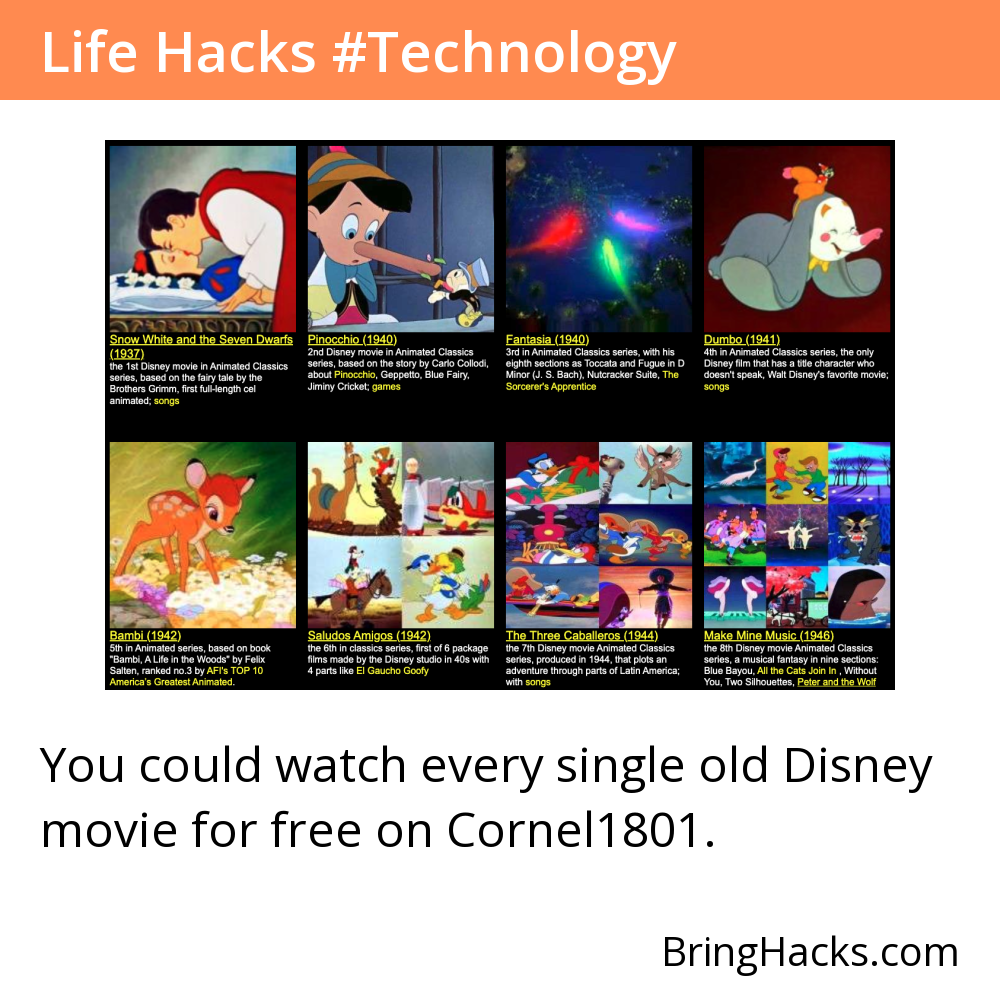 Life Hacks #Technology
Snow White and the Seven Dwarfs
(1937)
the 1st Disney movie in Animated Classics
series, based on the fairy tale by the
Brothers Grimm, first full-length cel
animated; songs
Pinocchio (1940)
2nd Disney movie in Animated Classics
series, based on the story by Carlo Collodi,
about Pinocchio, Geppetto, Blue Fairy,
Jiminy Cricket; games
Fantasia (1940)
3rd in Animated Classics series, with his
eighth sections as Toccata and Fugue in D
Minor (J. S. Bach), Nutcracker Suite, The
Sorcerer's Apprentice
Dumbo (1941)
4th in Animated Classics series, the only
Disney film that has a title character who
doesn't speak, Walt Disney's favorite movie;
songs
Bambi (1942)
5th in Animated series, based on book
"Bambi, A Life in the Woods" by Felix
Salten, ranked no.3 by AFI's TOP 10
America's Greatest Animated.
Saludos Amigos (1942)
the 6th in classics series, first of 6 package
films made by the Disney studio in 40s with
4 parts like El Gaucho Goofy
The Three Caballeros (1944)
the 7th Disney movie Animated Classics
series, produced in 1944, that plots an
adventure through parts of Latin America;
with songs
Make Mine Music (1946)
the 8th Disney movie Animated Classics
series, a musical fantasy in nine sections:
Blue Bayou, All the Cats Join In , Without
You, Two Silhouettes, Peter and the Wolf
You could watch every single old Disney
movie for free on Cornel1801.
BringHacks.com